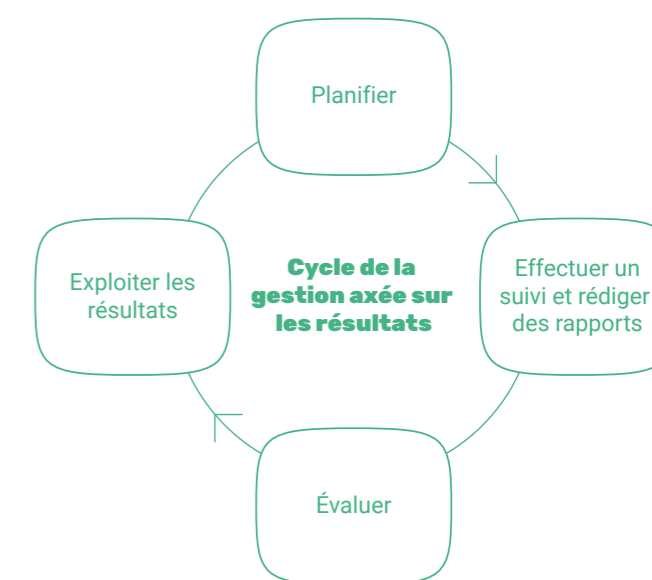 Planifier
Exploiter les
résultats
Cycle de la
gestion axée sur
les résultats
Effectuer un
suivi et rédiger
des rapports
Évaluer